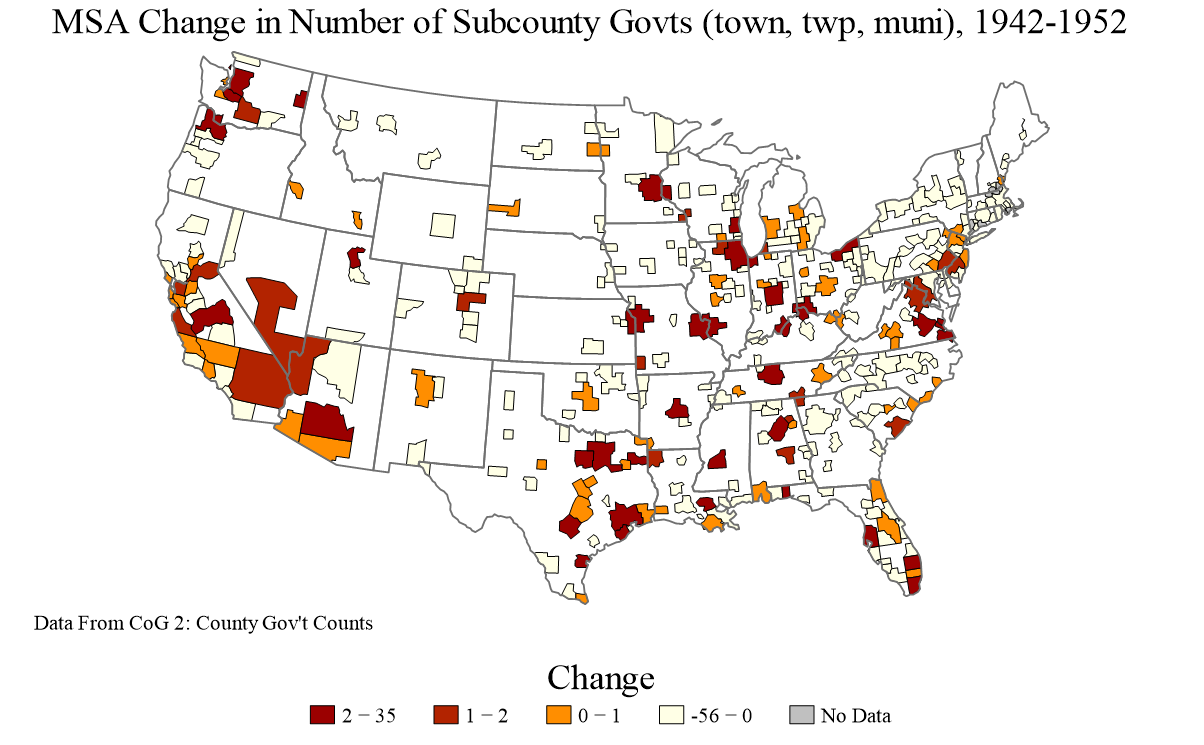 MSA Change in Number of Subcounty Govts (town, twp, muni), 1942-1952
Data From CoG 2: County Gov't Counts
Change
2 − 35
1 − 2
0 − 1
-56 − 0
No Data